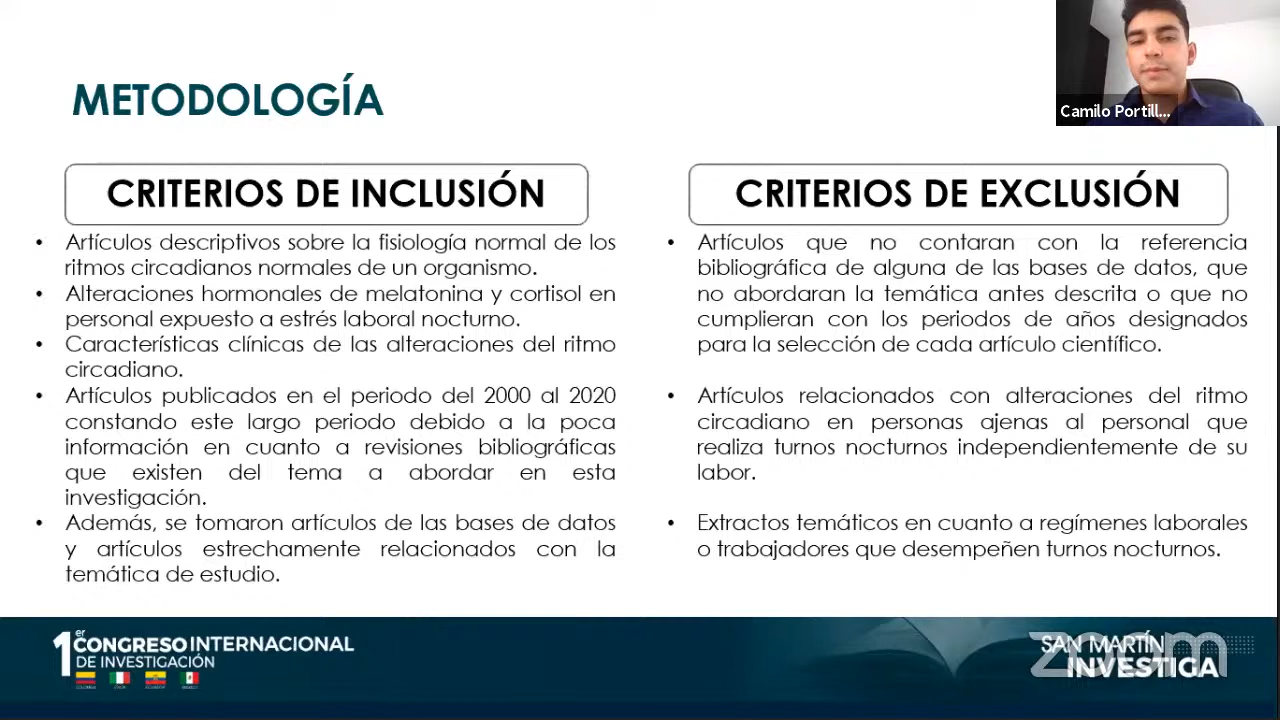 METODOLOGÍA
Camilo Portill...
CRITERIOS DE INCLUSIÓN
• Artículos descriptivos sobre la fisiología normal de los
ritmos circadianos normales de un organismo.
• Alteraciones hormonales de melatonina y cortisol en
personal expuesto a estrés laboral nocturno.
• Características clínicas de las alteraciones del ritmo
circadiano.
• Artículos publicados en el periodo del 2000 al 2020
constando este largo periodo debido a la poca
información en cuanto a revisiones bibliográficas
que existen del tema a abordar en esta
investigación.
• Además, se tomaron artículos de las bases de datos
y artículos estrechamente relacionados con la
temática de estudio.
CRITERIOS DE EXCLUSIÓN
• Artículos que no contaran con la referencia
bibliográfica de alguna de las bases de datos, que
no abordaran la temática antes descrita o que no
cumplieran con los periodos de años designados
para la selección de cada artículo científico.
• Artículos relacionados con alteraciones del ritmo
circadiano en personas ajenas al personal que
realiza turnos nocturnos independientemente de su
labor.
• Extractos temáticos en cuanto a regímenes laborales
o trabajadores que desempeñen turnos nocturnos.
1er CONGRESO INTERNACIONAL
DE INVESTIGACIÓN
SAN MARTÍN
INVESTIGA
zoom